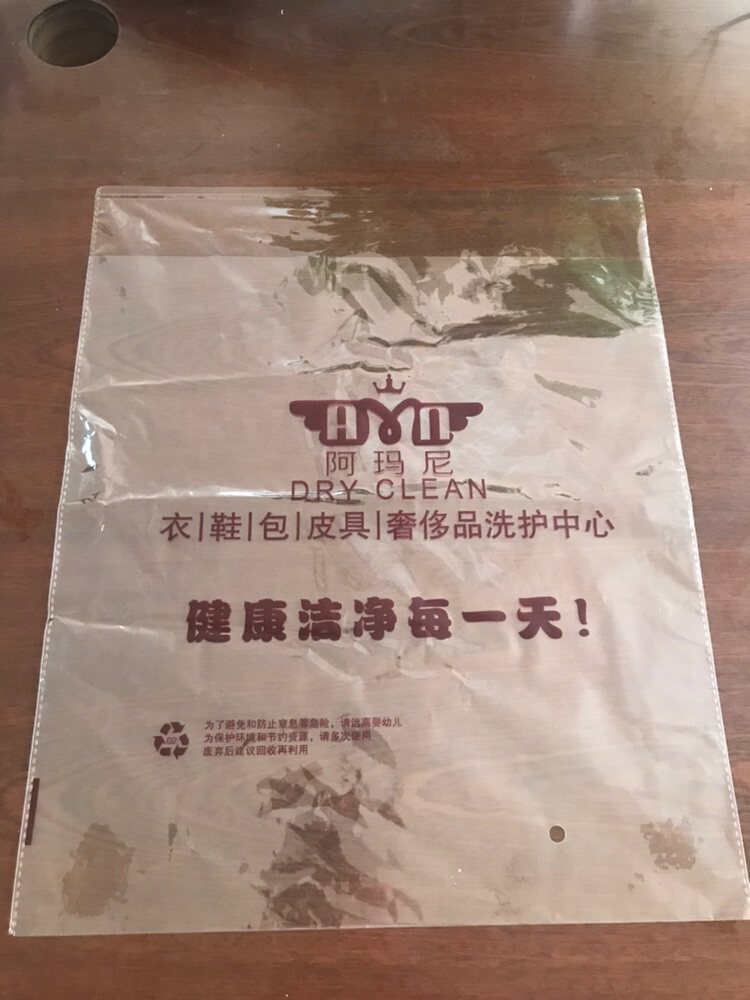 AMN
阿玛尼
DRY CLEAN
衣|鞋|包|皮具|奢侈品洗护中心
健康洁净每一天!
02
为了避免和防止窒息等危险,请远离婴幼儿
为保护环境和节约资源,请多次使用
废弃后建议回收再利用